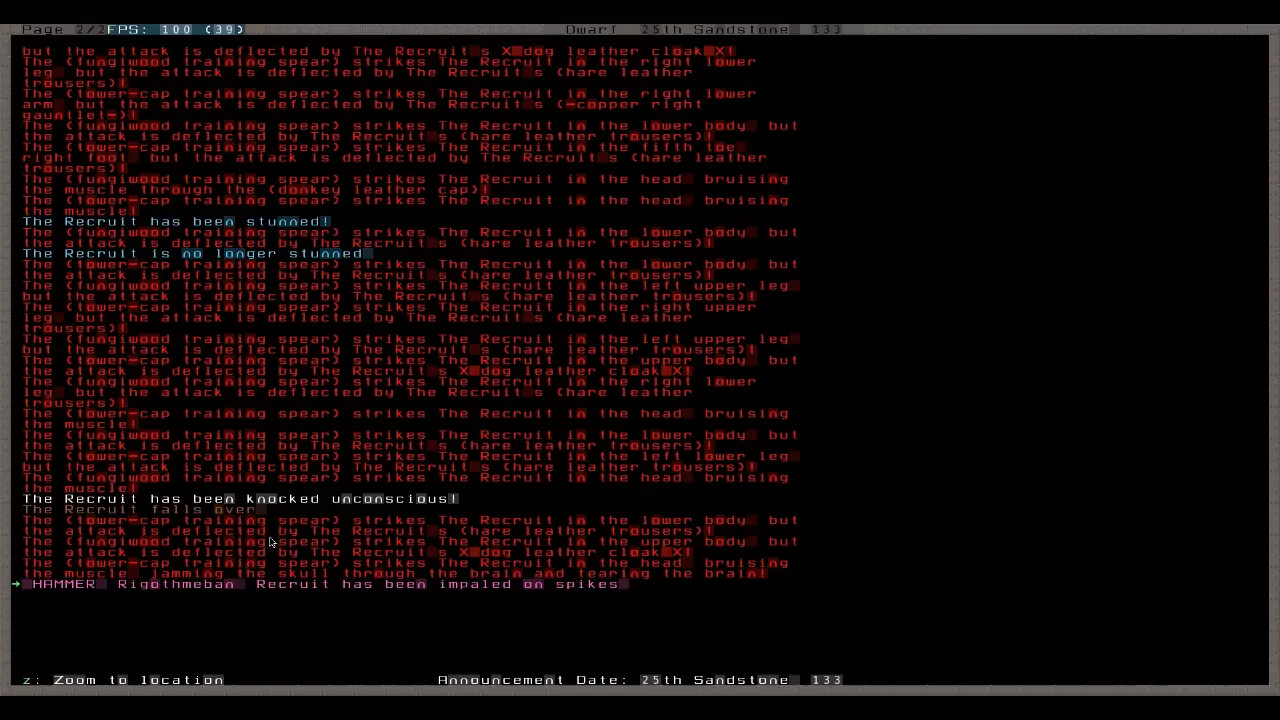 Page 2/2 FPS: 100 (39) Dwarf 25th Sandstone 133
but the attack is deflected by The Recruit s X dog leather cloak X!
The (fungiwood training spear) strikes The Recruit in the right lower
leg but the attack is deflected by The Recruit s (hare leather
trousers)!
The (tower-cap training spear) strikes The Recruit in the right lower
arm but the attack is deflected by The Recruit s (-copper right
gauntlet-)!
The (fungiwood training spear) strikes The Recruit in the lower body but
the attack is deflected by The Recruit s (hare leather trousers)!
The (tower-cap training spear) strikes The Recruit in the fifth toe
right foot but the attack is deflected by The Recruit s (hare leather
trousers)!
The (fungiwood training spear) strikes The Recruit in the head bruising
the muscle through the (donkey leather cap)!
The (tower-cap training spear) strikes The Recruit in the head bruising
the muscle!
The Recruit has been stunned!
The (fungiwood training spear) strikes The Recruit in the lower body but
the attack is deflected by The Recruit s (hare leather trousers)!
The Recruit is no longer stunned
The (tower-cap training spear) strikes The Recruit in the lower body but
the attack is deflected by The Recruit s (hare leather trousers)!
The (fungiwood training spear) strikes The Recruit in the left upper leg
but the attack is deflected by The Recruit s (hare leather trousers)!
The (tower-cap training spear) strikes The Recruit in the right upper
leg but the attack is deflected by The Recruit s (hare leather
trousers)!
The (fungiwood training spear) strikes The Recruit in the left upper leg
but the attack is deflected by The Recruit s (hare leather trousers)!
The (tower-cap training spear) strikes The Recruit in the upper body but
the attack is deflected by The Recruit s X dog leather cloak X!
The (fungiwood training spear) strikes The Recruit in the right lower
leg but the attack is deflected by The Recruit s (hare leather
trousers)!
The (tower-cap training spear) strikes The Recruit in the head bruising
the muscle!
The (fungiwood training spear) strikes The Recruit in the lower body but
the attack is deflected by The Recruit s (hare leather trousers)!
The (tower-cap training spear) strikes The Recruit in the left lower leg
but the attack is deflected by The Recruit s (hare leather trousers)!
The (fungiwood training spear) strikes The Recruit in the head bruising
the muscle!
The Recruit has been knocked unconscious!
The Recruit falls over
The (tower-cap training spear) strikes The Recruit in the lower body but
the attack is deflected by The Recruit s (hare leather trousers)!
The (fungiwood training spear) strikes The Recruit in the upper body but
the attack is deflected by The Recruit s X dog leather cloak X!
The (tower-cap training spear) strikes The Recruit in the head bruising
the muscle jamming the skull through the brain and tearing the brain!
HAMMER Rigothmeban Recruit has been impaled on spikes
z: Zoom to location Announcement Date: 25th Sandstone 133